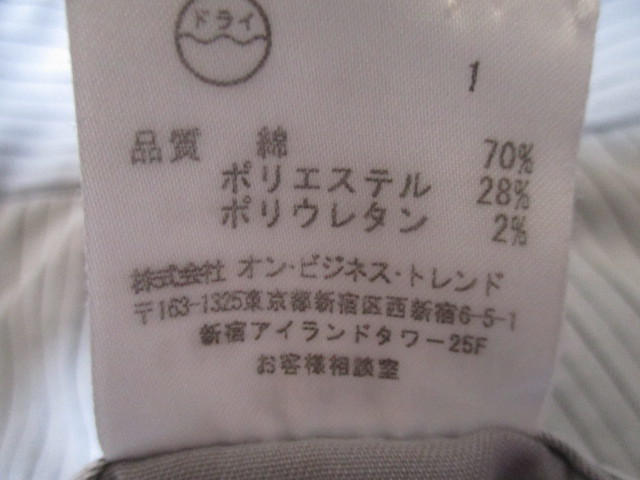 ドライ
1
品質 綿 70%
ポリエステル 28%
ポリウレタン 2%
株式会社 オン・ビジネス・トレンド
〒163-1325東京都新宿区西新宿6-5-1
新宿アイランドタワー25F
お客様相談室